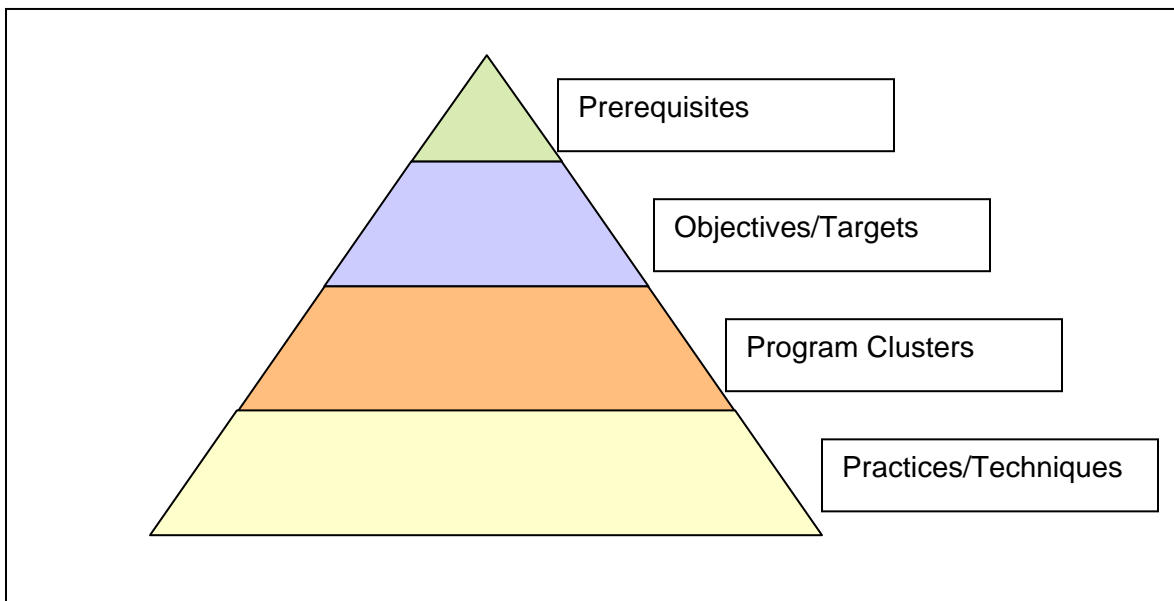 Prerequisites
Objectives/Targets
Program Clusters
Practices/Techniques